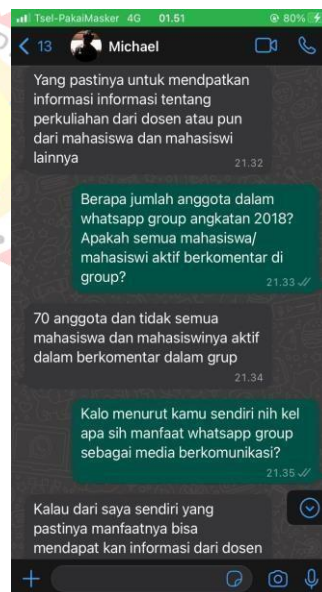 Tsel-PakaiMasker 4G 01.51 80%
13 Michael
Yang pastinya untuk mendpatkan
informasi informasi tentang
perkuliahan dari dosen atau pun
dari mahasiswa dan mahasiswi
lainnya
21.32
Berapa jumlah anggota dalam
whatsapp group angkatan 2018?
Apakah semua mahasiswa/
mahasiswi aktif berkomentar di
group?
21.33
70 anggota dan tidak semua
mahasiswa dan mahasiswinya aktif
dalam berkomentar dalam grup
21.34
Kalo menurut kamu sendiri nih kel
apa sih manfaat whatsapp group
sebagai media berkomunikasi?
21.35
Kalau dari saya sendiri yang
pastinya manfaatnya bisa
mendapat kan informasi dari dosen